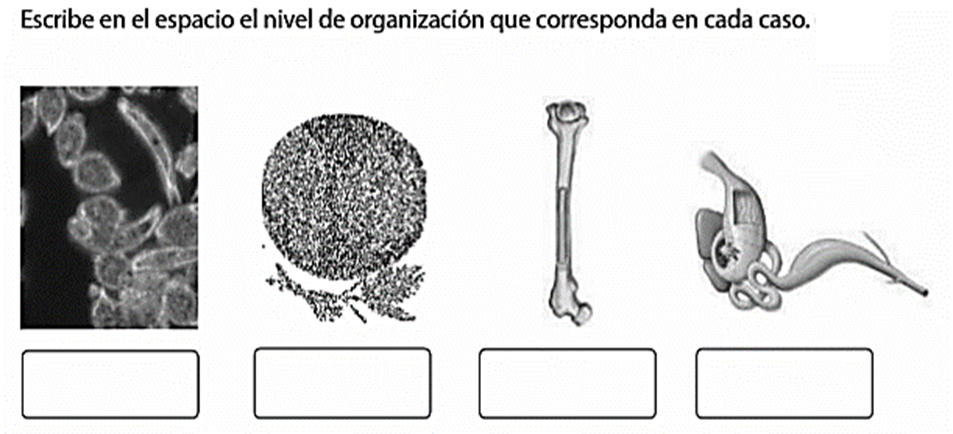 Escribe en el espacio el nivel de organización que corresponda en cada caso.